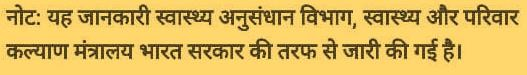 नोट: यह जानकारी स्वास्थ्य अनुसंधान विभाग, स्वास्थ्य और परिवार
कल्याण मंत्रालय भारत सरकार की तरफ से जारी की गई है।